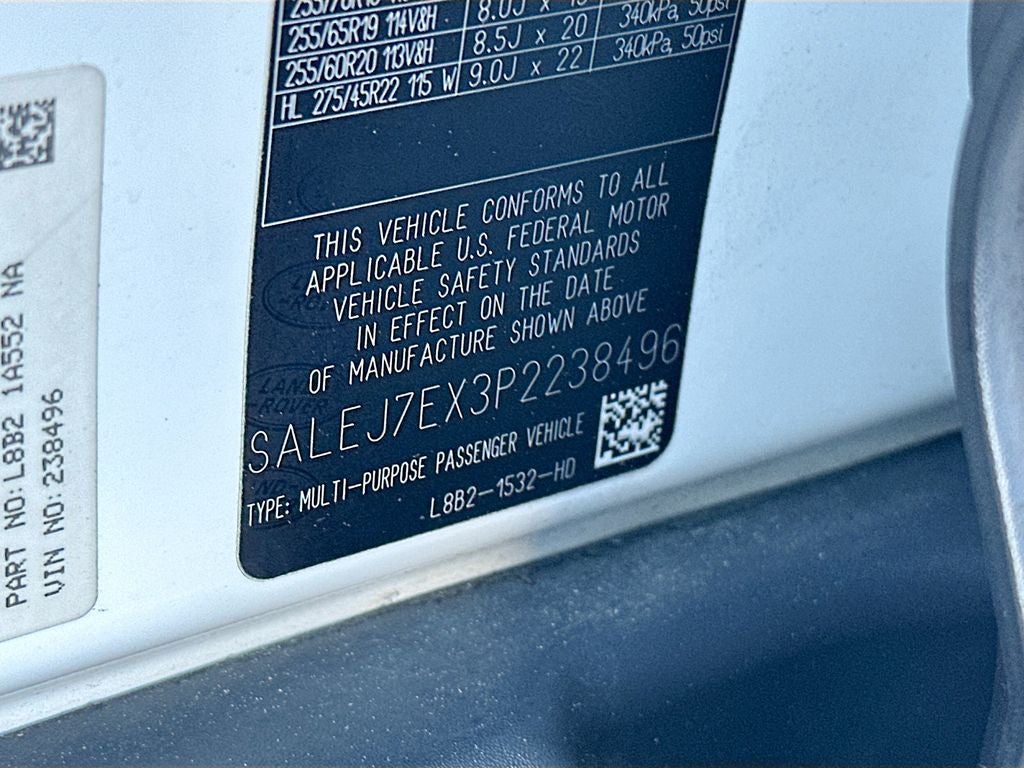 255/65R19 114V&H 8.0J x
255/60R20 113V&H 8.5J x 20 340kPa, 50psi
HL 275/45R22 115 W 9.0J x 22 340kPa, 50psi
THIS VEHICLE CONFORMS TO ALL
APPLICABLE U.S. FEDERAL MOTOR
VEHICLE SAFETY STANDARDS
IN EFFECT ON THE DATE
OF MANUFACTURE SHOWN ABOVE
SALEJ7EX3P2238496
TYPE: MULTI-PURPOSE PASSENGER VEHICLE
L8B2-1532-HD
PART NO: L8B2 1A552 NA
VIN NO: 238496
LAND
ROVER